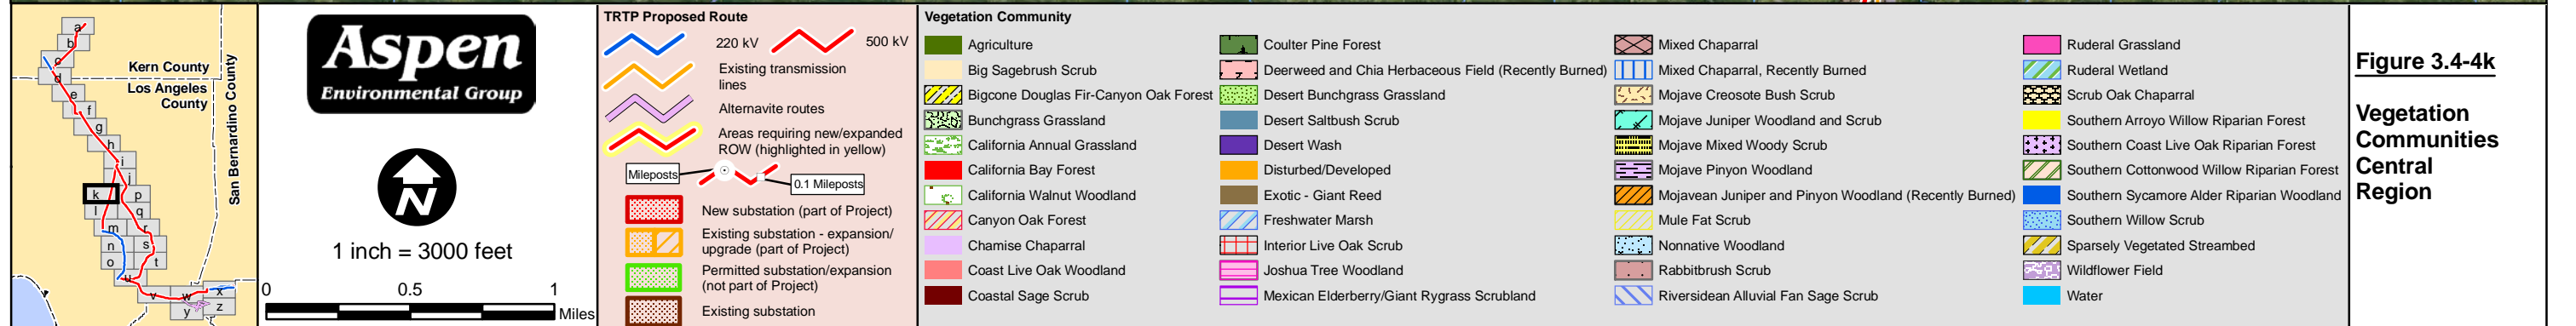 a
b
c
d
e
f
g
h
i
j
k
p
l
q
m
r
n
s
o
t
u
v
w
x
y
z
Kern County
Los Angeles
County
San Bernardino County
Aspen
Environmental Group
N
1 inch = 3000 feet
0 0.5 1
Miles
TRTP Proposed Route
220 kV
500 kV
Existing transmission
lines
Alternavite routes
Areas requiring new/expanded
ROW (highlighted in yellow)
Mileposts
0.1 Mileposts
New substation (part of Project)
Existing substation - expansion/
upgrade (part of Project)
Permitted substation/expansion
(not part of Project)
Existing substation
Vegetation Community
Agriculture
Big Sagebrush Scrub
Bigcone Douglas Fir-Canyon Oak Forest
Bunchgrass Grassland
California Annual Grassland
California Bay Forest
California Walnut Woodland
Canyon Oak Forest
Chamise Chaparral
Coast Live Oak Woodland
Coastal Sage Scrub
Coulter Pine Forest
Deerweed and Chia Herbaceous Field (Recently Burned)
Desert Bunchgrass Grassland
Desert Saltbush Scrub
Desert Wash
Disturbed/Developed
Exotic - Giant Reed
Freshwater Marsh
Interior Live Oak Scrub
Joshua Tree Woodland
Mexican Elderberry/Giant Rygrass Scrubland
Mixed Chaparral
Mixed Chaparral, Recently Burned
Mojave Creosote Bush Scrub
Mojave Juniper Woodland and Scrub
Mojave Mixed Woody Scrub
Mojave Pinyon Woodland
Mojavean Juniper and Pinyon Woodland (Recently Burned)
Mule Fat Scrub
Nonnative Woodland
Rabbitbrush Scrub
Riversidean Alluvial Fan Sage Scrub
Ruderal Grassland
Ruderal Wetland
Scrub Oak Chaparral
Southern Arroyo Willow Riparian Forest
Southern Coast Live Oak Riparian Forest
Southern Cottonwood Willow Riparian Forest
Southern Sycamore Alder Riparian Woodland
Southern Willow Scrub
Sparsely Vegetated Streambed
Wildflower Field
Water
Figure 3.4-4k
Vegetation
Communities
Central
Region